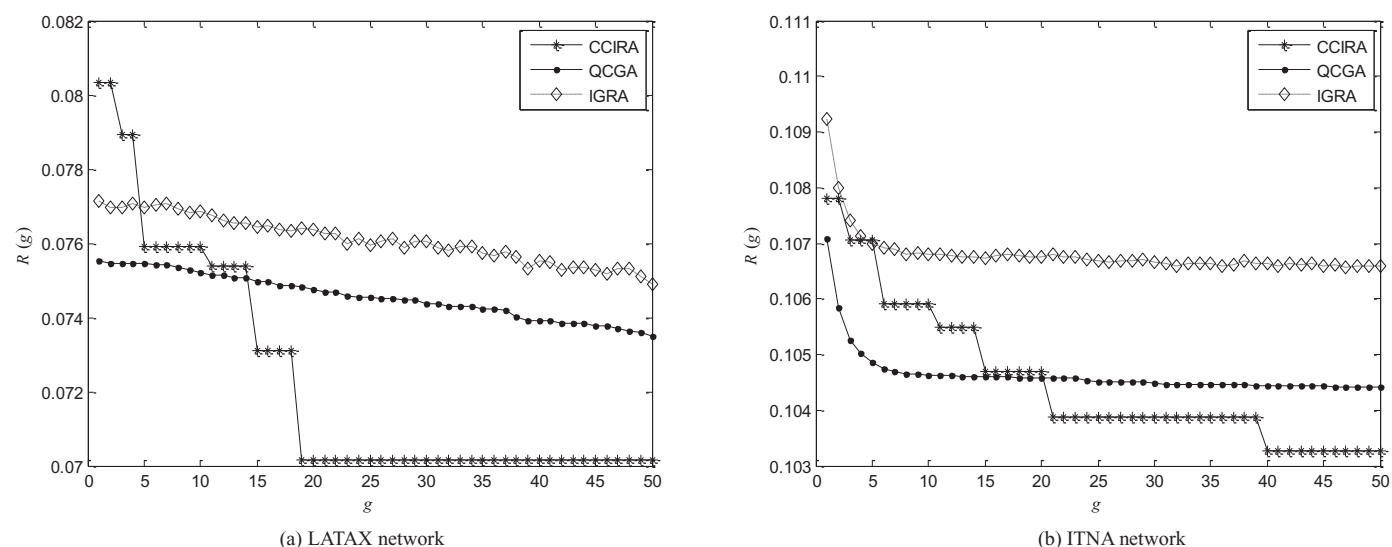 0.082
0.08
0.078
0.076
0.074
0.072
0.07
R (g)
0 5 10 15 20 25 30 35 40 45 50
g
CCIRA
QCGA
IGRA
(a) LATAX network
0.111
0.11
0.109
0.108
0.107
0.106
0.105
0.104
0.103
R (g)
0 5 10 15 20 25 30 35 40 45 50
g
CCIRA
QCGA
IGRA
(b) ITNA network